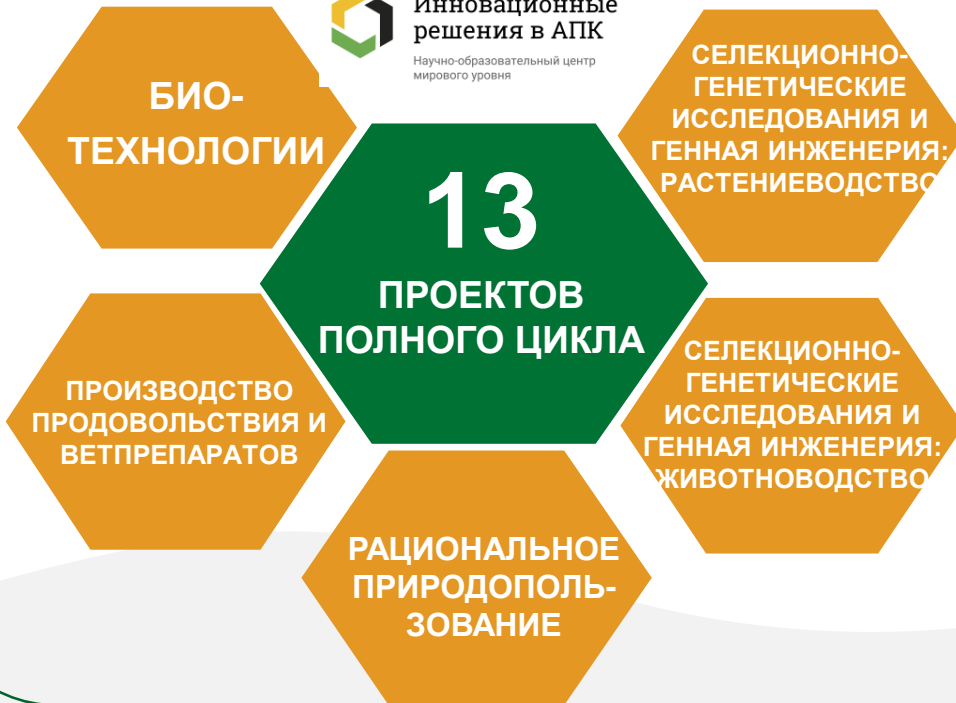 Инновационные
решения в АПК
Научно-образовательный центр
мирового уровня
БИО-
ТЕХНОЛОГИИ
СЕЛЕКЦИОННО-
ГЕНЕТИЧЕСКИЕ
ИССЛЕДОВАНИЯ И
ГЕННАЯ ИНЖЕНЕРИЯ:
РАСТЕНИЕВОДСТВО
13
ПРОЕКТОВ
ПОЛНОГО ЦИКЛА
ПРОИЗВОДСТВО
ПРОДОВОЛЬСТВИЯ И
ВЕТПРЕПАРАТОВ
СЕЛЕКЦИОННО-
ГЕНЕТИЧЕСКИЕ
ИССЛЕДОВАНИЯ И
ГЕННАЯ ИНЖЕНЕРИЯ:
ЖИВОТНОВОДСТВО
РАЦИОНАЛЬНОЕ
ПРИРОДОПОЛЬ-
ЗОВАНИЕ